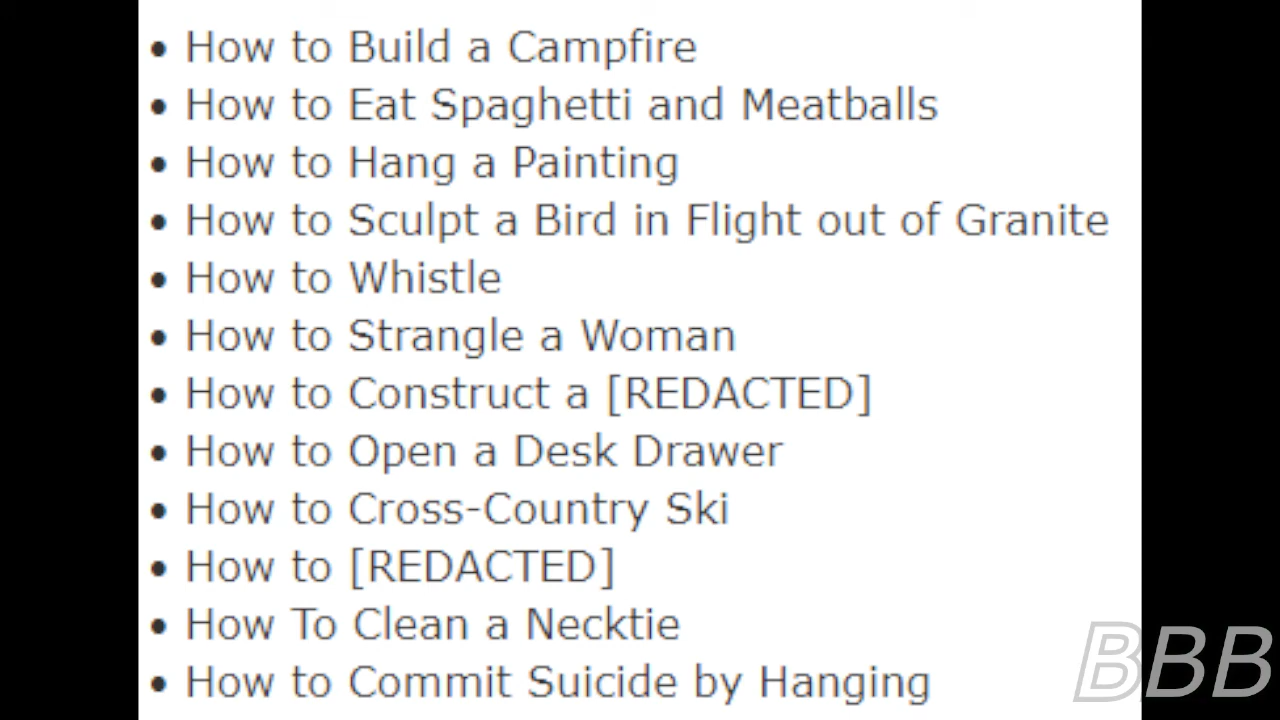 • How to Build a Campfire
• How to Eat Spaghetti and Meatballs
• How to Hang a Painting
• How to Sculpt a Bird in Flight out of Granite
• How to Whistle
• How to Strangle a Woman
• How to Construct a [REDACTED]
• How to Open a Desk Drawer
• How to Cross-Country Ski
• How to [REDACTED]
• How To Clean a Necktie
• How to Commit Suicide by Hanging
BBB